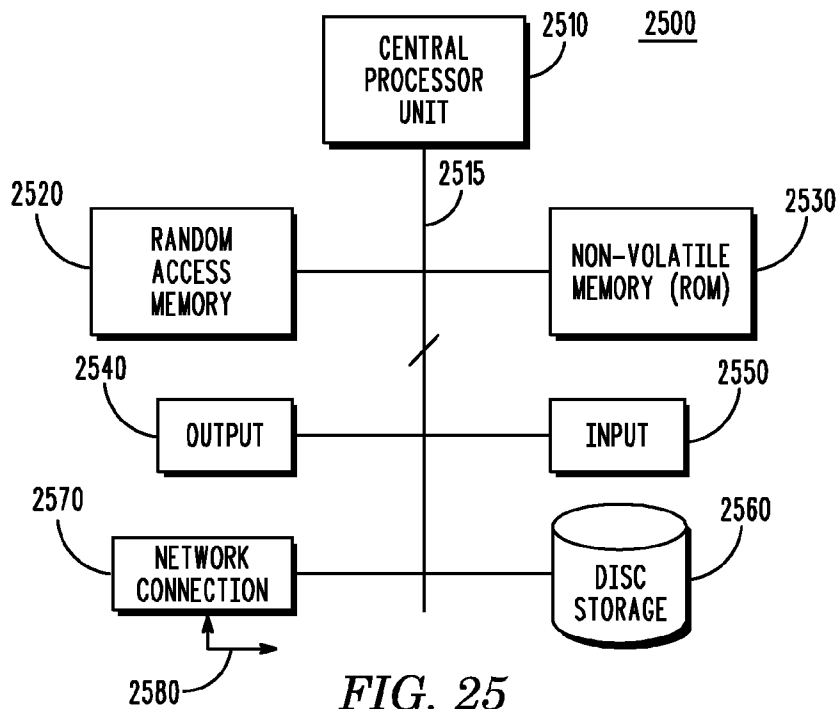 2510
2500
CENTRAL
PROCESSOR
UNIT
2515
2520
2530
RANDOM
ACCESS
MEMORY
NON-VOLATILE
MEMORY (ROM)
2540
2550
OUTPUT
INPUT
2570
2560
NETWORK
CONNECTION
DISC
STORAGE
2580
FIG. 25